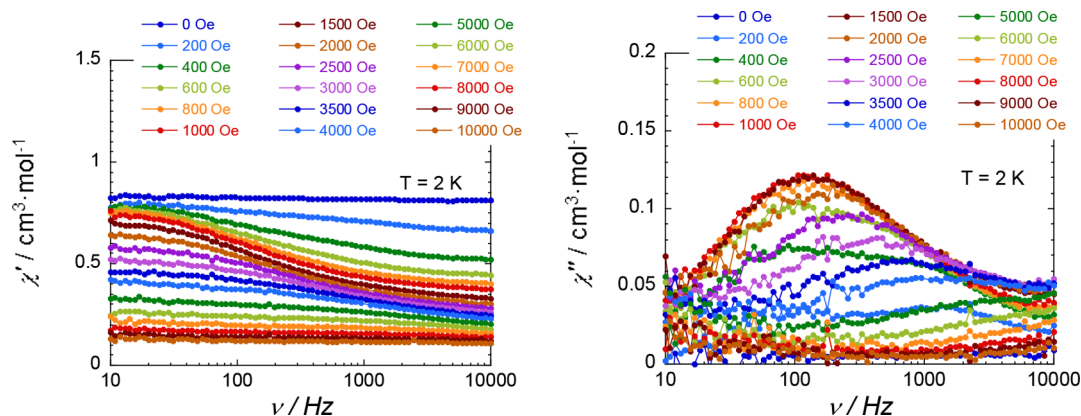 0 Oe 1500 Oe 5000 Oe
200 Oe 2000 Oe 6000 Oe
400 Oe 2500 Oe 7000 Oe
600 Oe 3000 Oe 8000 Oe
800 Oe 3500 Oe 9000 Oe
1000 Oe 4000 Oe 10000 Oe
1.5
1
0.5
0
χ' / cm³·mol⁻¹
T = 2 K
10 100 1000 10000
ν / Hz
0 Oe 1500 Oe 5000 Oe
200 Oe 2000 Oe 6000 Oe
400 Oe 2500 Oe 7000 Oe
600 Oe 3000 Oe 8000 Oe
800 Oe 3500 Oe 9000 Oe
1000 Oe 4000 Oe 10000 Oe
0.2
0.15
0.1
0.05
0
χ'' / cm³·mol⁻¹
T = 2 K
10 100 1000 10000
ν / Hz